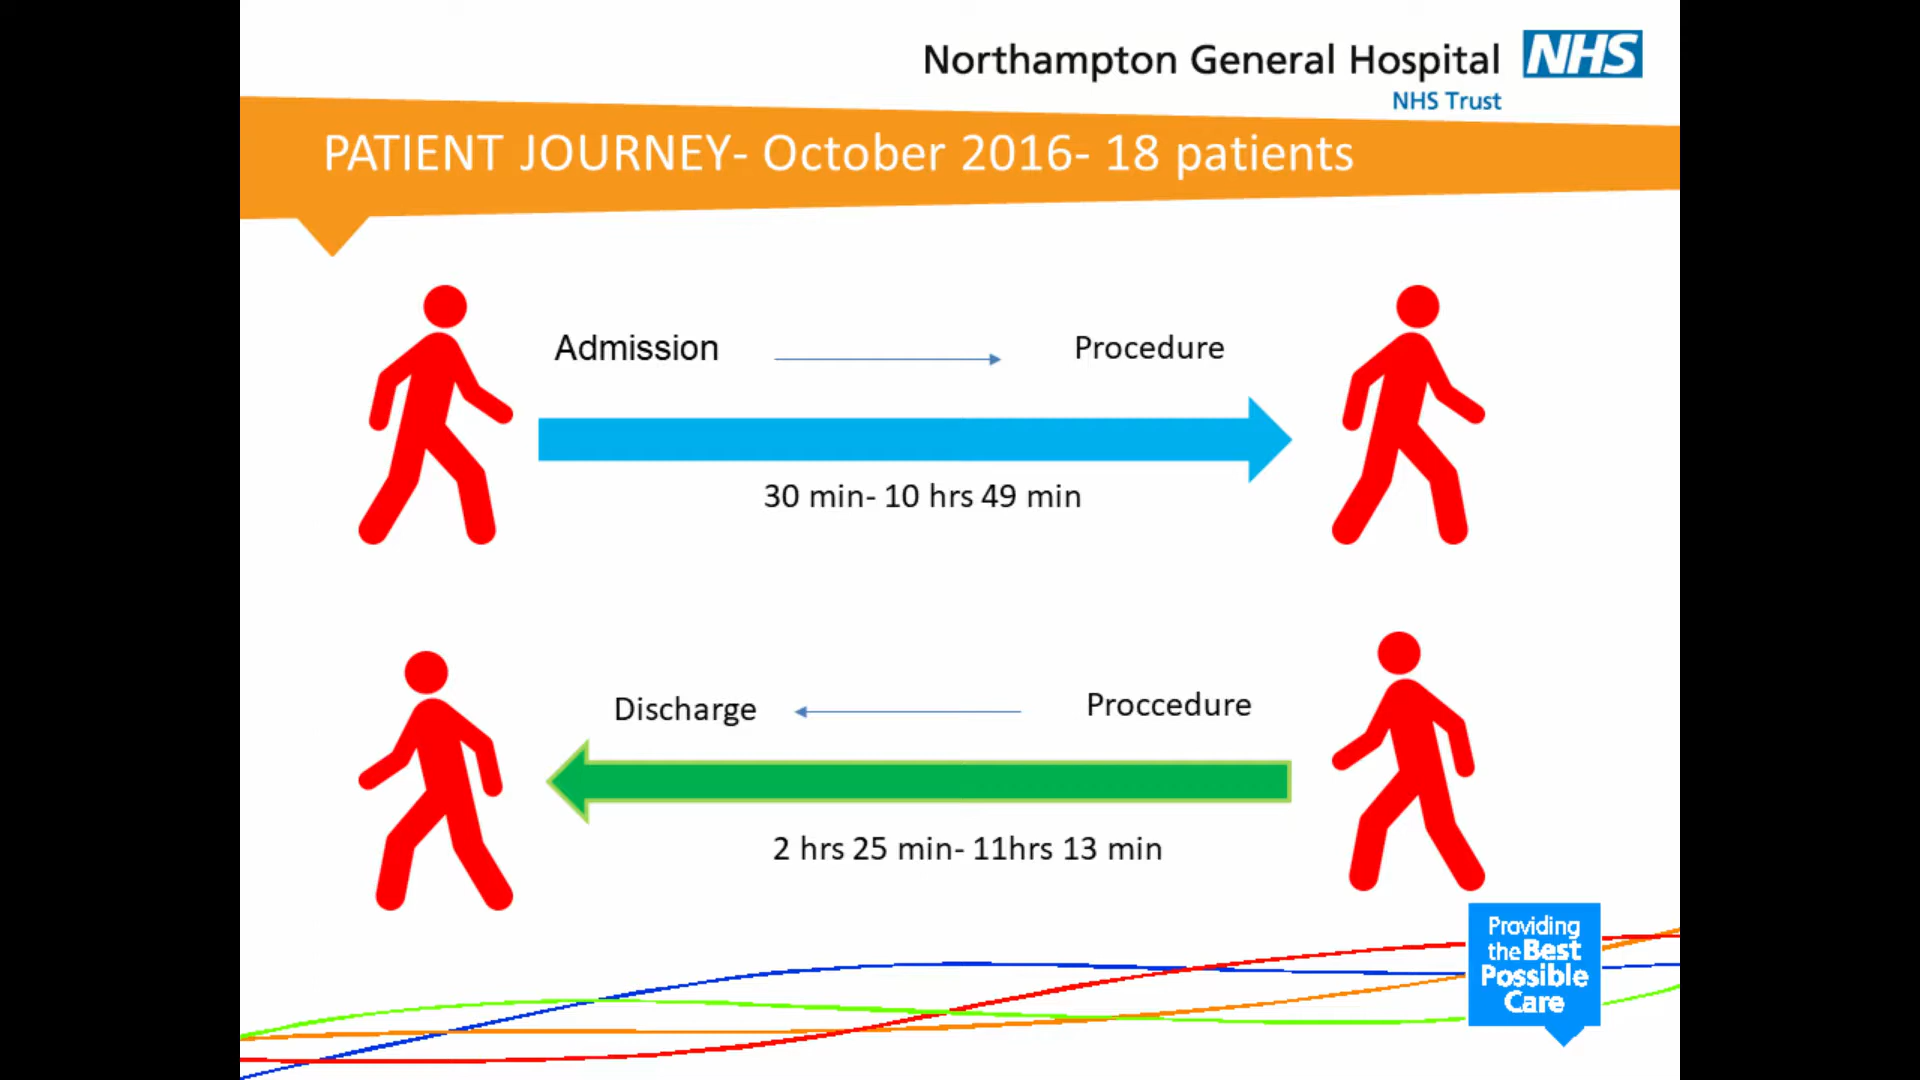 Northampton General Hospital NHS
NHS Trust
PATIENT JOURNEY- October 2016- 18 patients
Admission Procedure
30 min- 10 hrs 49 min
Discharge Proccedure
2 hrs 25 min- 11hrs 13 min
Providing
the Best
Possible
Care